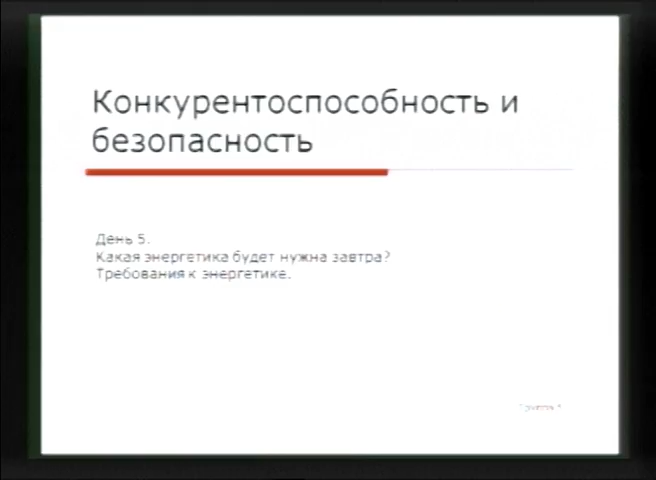 Конкурентоспособность и
безопасность
День 5.
Какая энергетика будет нужна завтра?
Требования к энергетике.